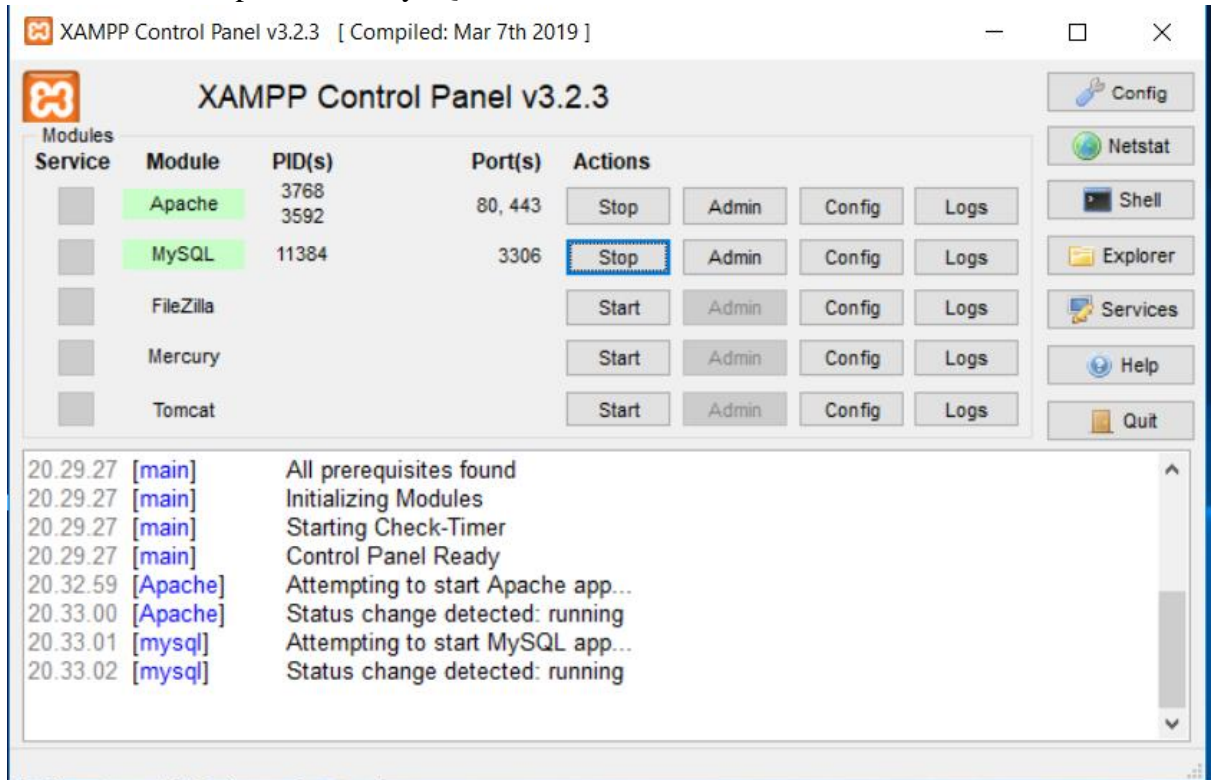 XAMPP Control Panel v3.2.3 [ Compiled: Mar 7th 2019 ]
XAMPP Control Panel v3.2.3
Config
Modules
Netstat
Service Module PID(s) Port(s) Actions
Apache 3768 3592 80, 443 Stop Admin Config Logs
Shell
MySQL 11384 3306 Stop Admin Config Logs
Explorer
FileZilla Start Admin Config Logs
Services
Mercury Start Admin Config Logs
Help
Tomcat Start Admin Config Logs
Quit
20.29.27 [main] All prerequisites found
20.29.27 [main] Initializing Modules
20.29.27 [main] Starting Check-Timer
20.29.27 [main] Control Panel Ready
20.32.59 [Apache] Attempting to start Apache app...
20.33.00 [Apache] Status change detected: running
20.33.01 [mysql] Attempting to start MySQL app...
20.33.02 [mysql] Status change detected: running